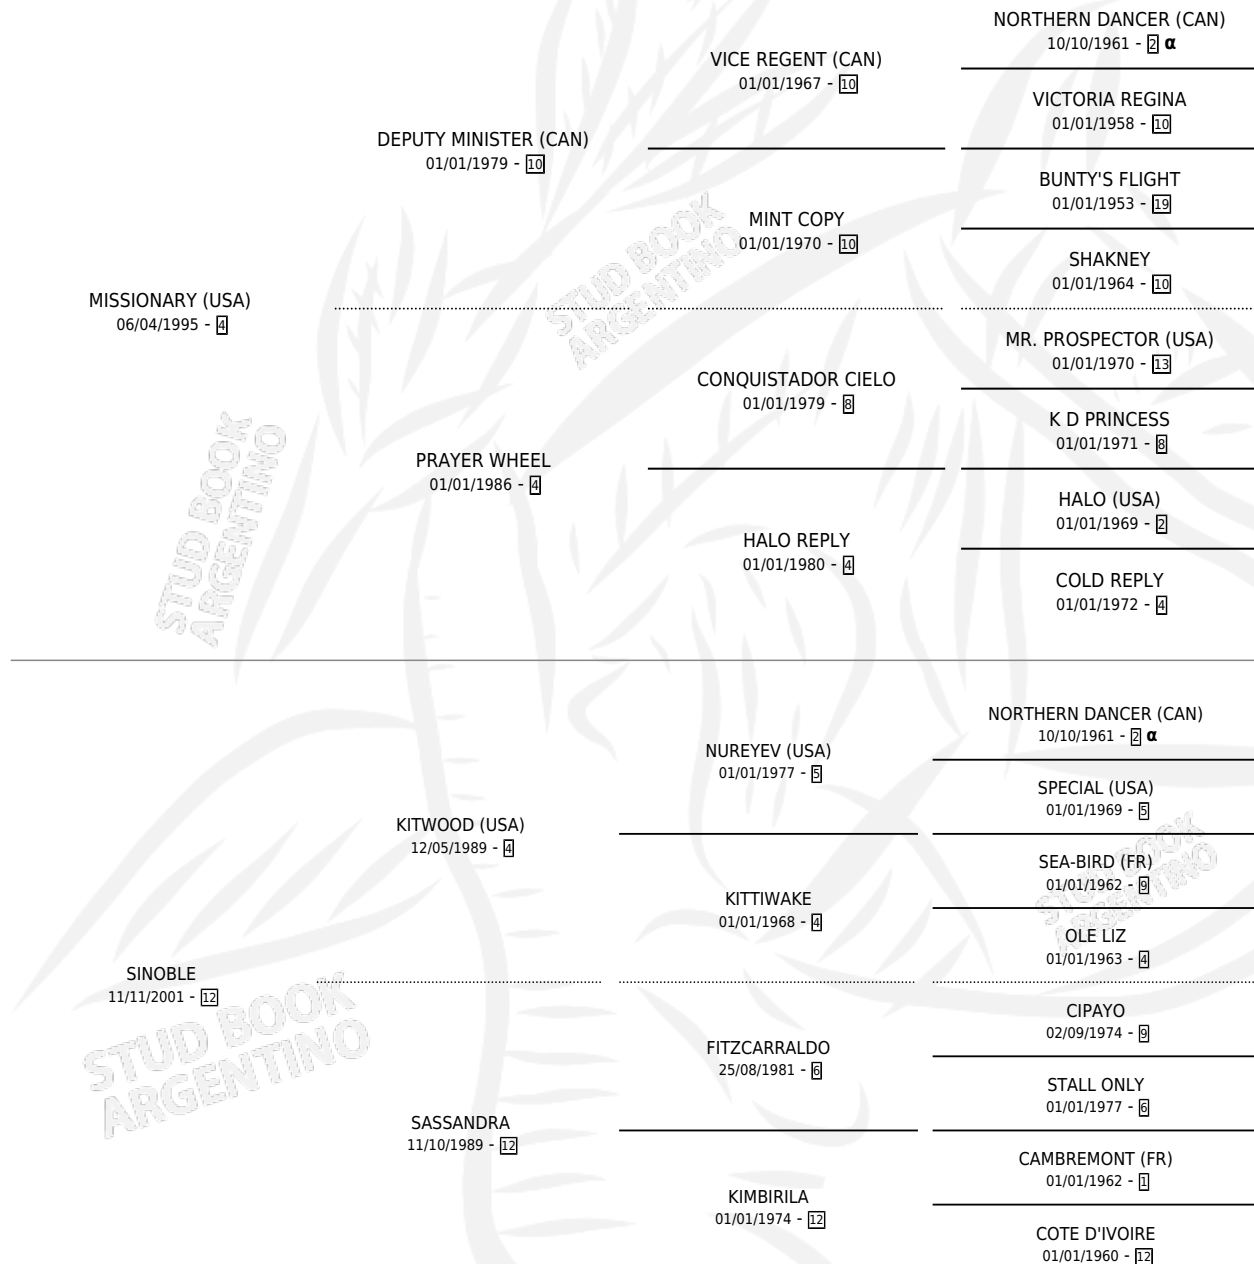 NORTHERN DANCER (CAN)
10/10/1961 - 2 α
VICE REGENT (CAN)
01/01/1967 - 10
VICTORIA REGINA
01/01/1958 - 10
DEPUTY MINISTER (CAN)
01/01/1979 - 10
BUNTY'S FLIGHT
01/01/1953 - 19
MINT COPY
01/01/1970 - 10
SHAKNEY
01/01/1964 - 10
MISSIONARY (USA)
06/04/1995 - 4
MR. PROSPECTOR (USA)
01/01/1970 - 13
CONQUISTADOR CIELO
01/01/1979 - 8
K D PRINCESS
01/01/1971 - 8
PRAYER WHEEL
01/01/1986 - 4
HALO (USA)
01/01/1969 - 2
HALO REPLY
01/01/1980 - 4
COLD REPLY
01/01/1972 - 4
NORTHERN DANCER (CAN)
10/10/1961 - 2 α
NUREYEV (USA)
01/01/1977 - 5
SPECIAL (USA)
01/01/1969 - 5
KITWOOD (USA)
12/05/1989 - 4
SEA-BIRD (FR)
01/01/1962 - 9
KITTIWAKE
01/01/1968 - 4
OLE LIZ
01/01/1963 - 4
SINOBLE
11/11/2001 - 12
CIPAYO
02/09/1974 - 9
FITZCARRALDO
25/08/1981 - 6
STALL ONLY
01/01/1977 - 6
SASSANDRA
11/10/1989 - 12
CAMBREMONT (FR)
01/01/1962 - 1
KIMBIRILA
01/01/1974 - 12
COTE D'IVOIRE
01/01/1960 - 12
STUD BOOK
ARGENTINO
STUD BOOK
ARGENTINO
STUD BOOK
ARGENTINO
STUD BOOK
ARGENTINO